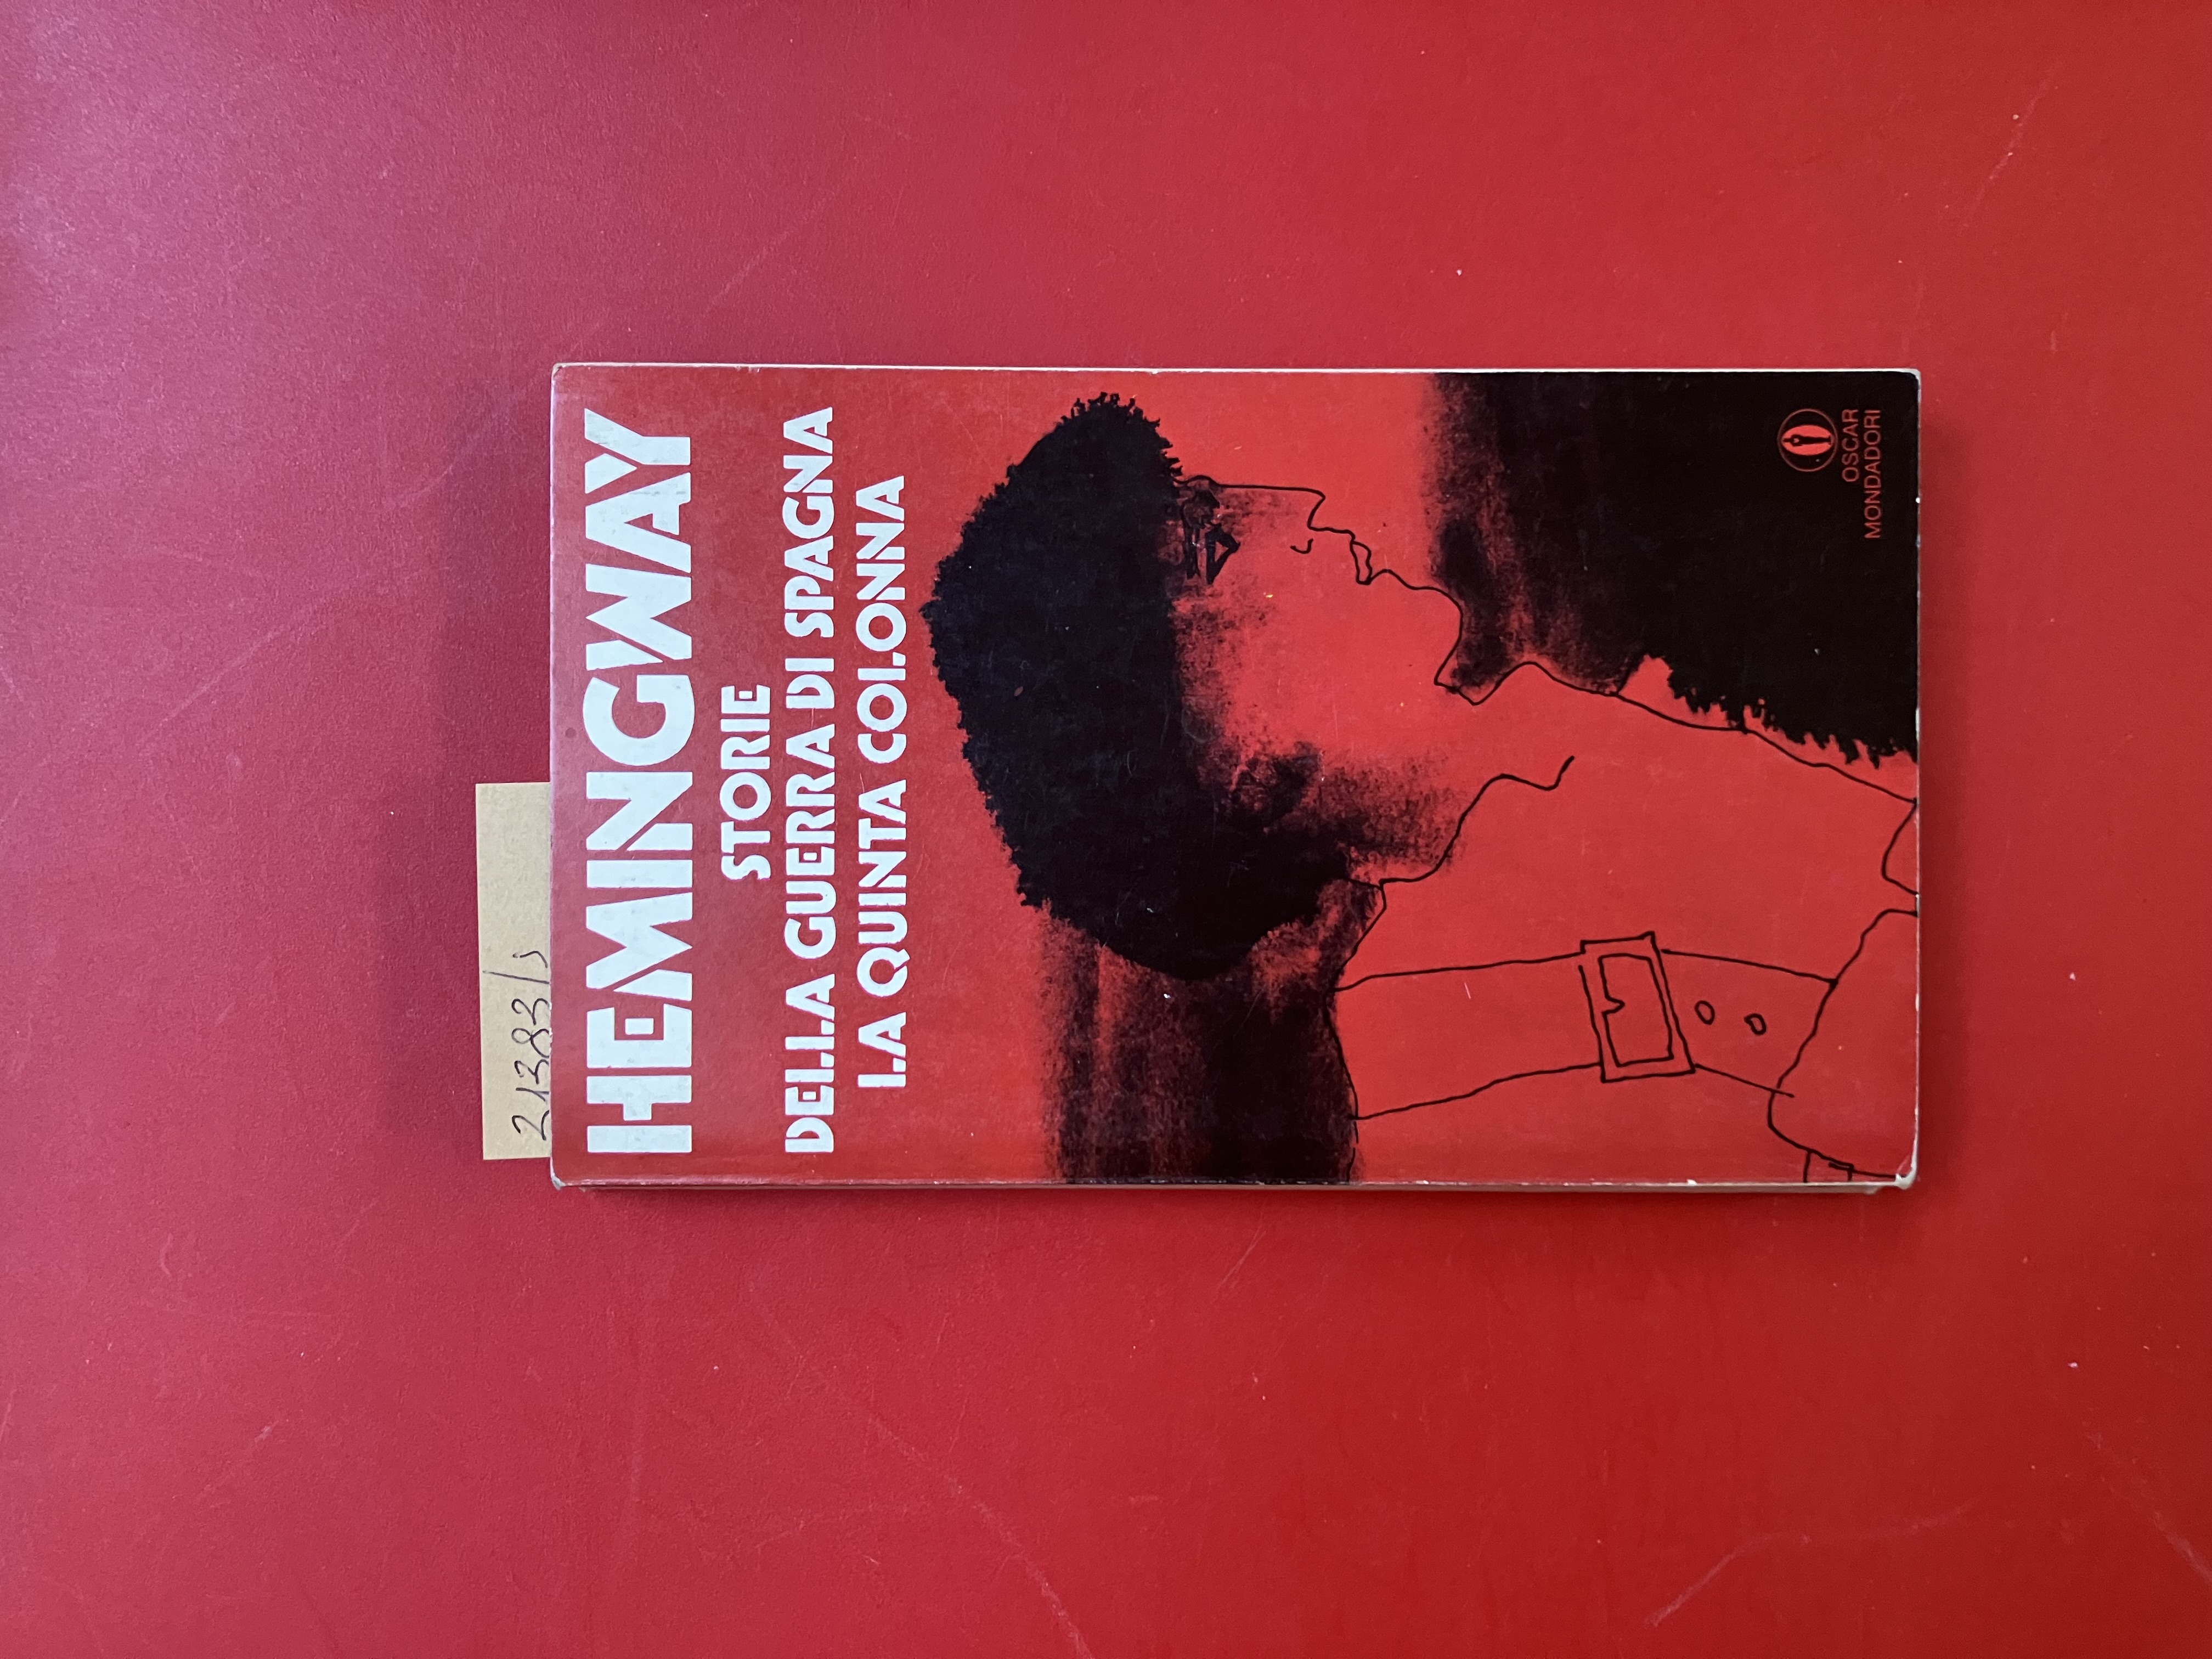 21383/s
HEMINGWAY
STORIE
DELLA GUERRA DI SPAGNA
LA QUINTA COLONNA
OSCAR
MONDADORI